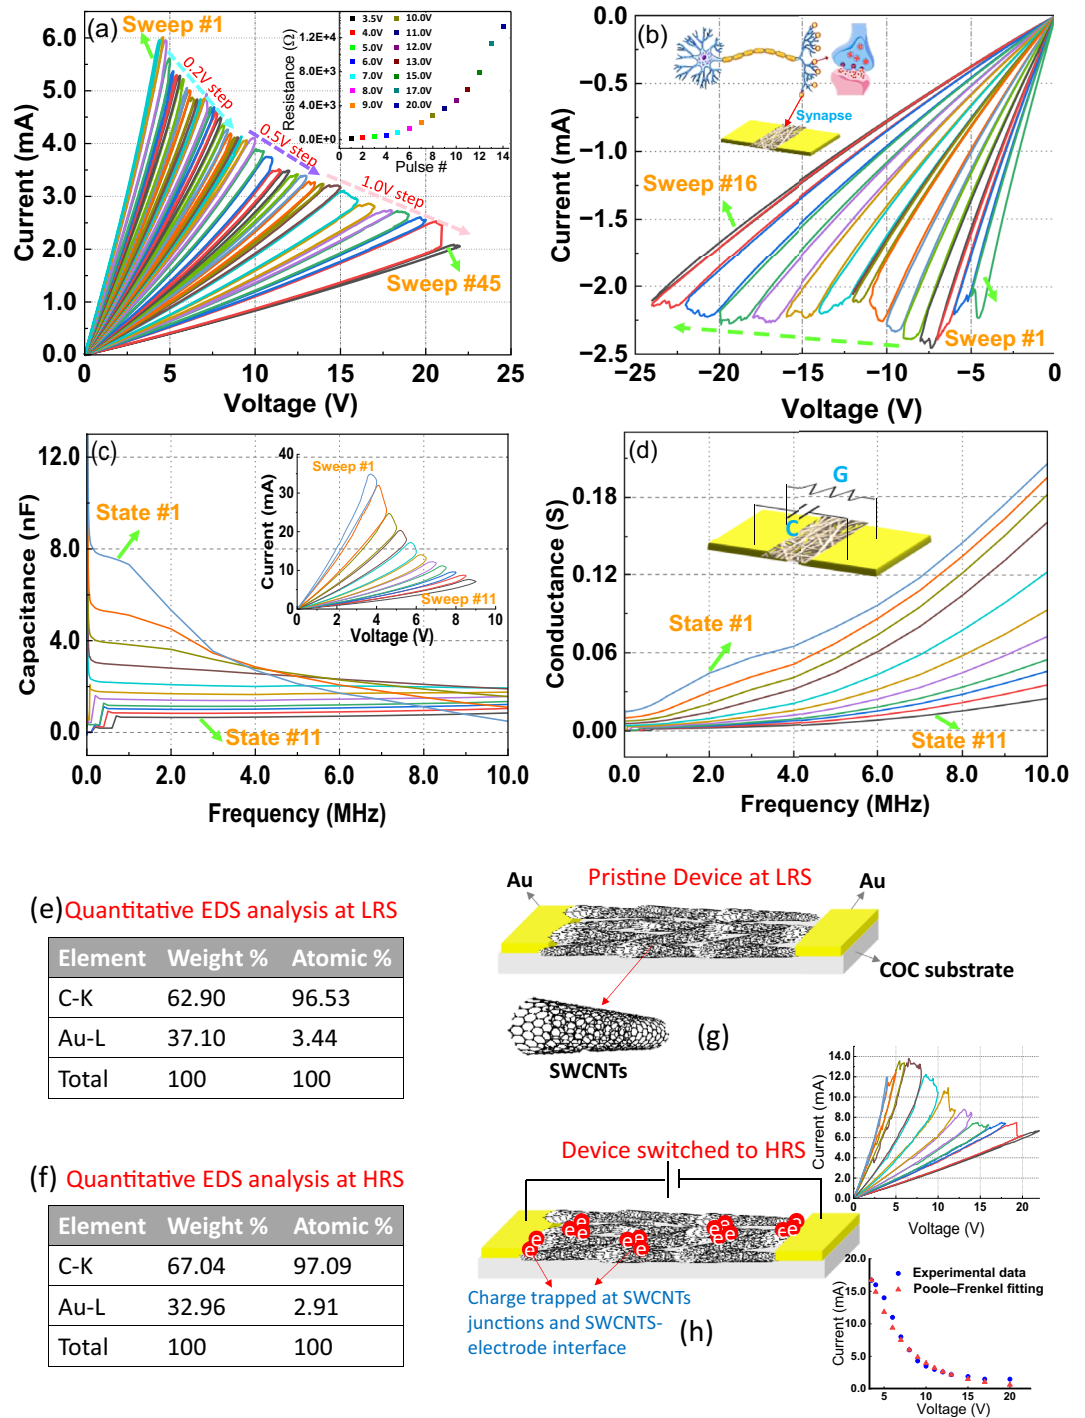 (a)
Sweep #1
0.2V step
0.5V step
1.0V step
Sweep #45
Current (mA)
6.0
5.0
4.0
3.0
2.0
1.0
0.0
0
5
10
15
20
25
Voltage (V)
Resistance (Ω)
1.2E+4
8.0E+3
4.0E+3
0.0E+0
0
2
4
6
8
10
12
14
Pulse #
3.5V
4.0V
5.0V
6.0V
7.0V
8.0V
9.0V
10.0V
11.0V
12.0V
13.0V
15.0V
17.0V
20.0V
(b)
Synapse
Sweep #16
Sweep #1
Current (mA)
0.0
−0.5
−1.0
−1.5
−2.0
−2.5
−25
−20
−15
−10
−5
0
Voltage (V)
(c)
State #1
State #11
Capacitance (nF)
12.0
8.0
4.0
0.0
0.0
2.0
4.0
6.0
8.0
10.0
Frequency (MHz)
Sweep #1
Sweep #11
Current (mA)
40
30
20
10
0
0
2
4
6
8
10
Voltage (V)
(d)
G
C
State #1
State #11
Conductance (S)
0.18
0.12
0.06
0.00
0.0
2.0
4.0
6.0
8.0
10.0
Frequency (MHz)
(e) Quantitative EDS analysis at LRS
Element Weight % Atomic %
C-K 62.90 96.53
Au-L 37.10 3.44
Total 100 100
(f) Quantitative EDS analysis at HRS
Element Weight % Atomic %
C-K 67.04 97.09
Au-L 32.96 2.91
Total 100 100
Pristine Device at LRS
Au
Au
COC substrate
SWCNTs
(g)
Device switched to HRS
e e e e e e e e e e e e
Charge trapped at SWCNTs
junctions and SWCNTS-
electrode interface
(h)
Current (mA)
14.0
12.0
10.0
8.0
6.0
4.0
2.0
0.0
0
5
10
15
20
Voltage (V)
Current (mA)
20.0
15.0
10.0
5.0
0.0
5
10
15
20
Voltage (V)
Experimental data
Poole–Frenkel fitting